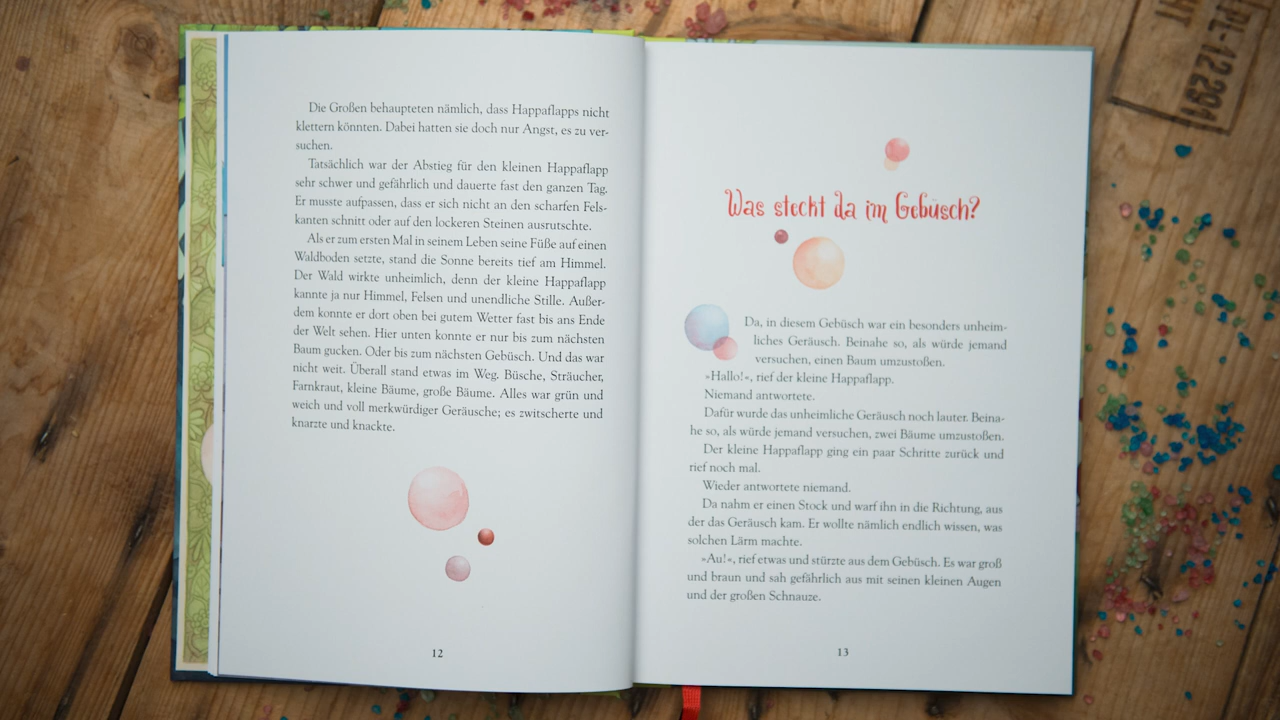 Die Großen behaupteten nämlich, dass Happaflapps nicht
klettern könnten. Dabei hatten sie doch nur Angst, es zu ver-
suchen.
Tatsächlich war der Abstieg für den kleinen Happaflapp
sehr schwer und gefährlich und dauerte fast den ganzen Tag.
Er musste aufpassen, dass er sich nicht an den scharfen Fels-
kanten schnitt oder auf den lockeren Steinen ausrutschte.
Als er zum ersten Mal in seinem Leben seine Füße auf einen
Waldboden setzte, stand die Sonne bereits tief am Himmel.
Der Wald wirkte unheimlich, denn der kleine Happaflapp
kannte ja nur Himmel, Felsen und unendliche Stille. Außer-
dem konnte er dort oben bei gutem Wetter fast bis ans Ende
der Welt sehen. Hier unten konnte er nur bis zum nächsten
Baum gucken. Oder bis zum nächsten Gebüsch. Und das war
nicht weit. Überall stand etwas im Weg. Büsche, Sträucher,
Farnkraut, kleine Bäume, große Bäume. Alles war grün und
weich und voll merkwürdiger Geräusche; es zwitscherte und
knarzte und knackte.
12
Was steckt da im Gebüsch?
Da, in diesem Gebüsch war ein besonders unheim-
liches Geräusch. Beinahe so, als würde jemand
versuchen, einen Baum umzustoßen.
»Hallo!«, rief der kleine Happaflapp.
Niemand antwortete.
Dafür wurde das unheimliche Geräusch noch lauter. Beina-
he so, als würde jemand versuchen, zwei Bäume umzustoßen.
Der kleine Happaflapp ging ein paar Schritte zurück und
rief noch mal.
Wieder antwortete niemand.
Da nahm er einen Stock und warf ihn in die Richtung, aus
der das Geräusch kam. Er wollte nämlich endlich wissen, was
solchen Lärm machte.
»Au!«, rief etwas und stürzte aus dem Gebüsch. Es war groß
und braun und sah gefährlich aus mit seinen kleinen Augen
und der großen Schnauze.
13
HT
PL-12291